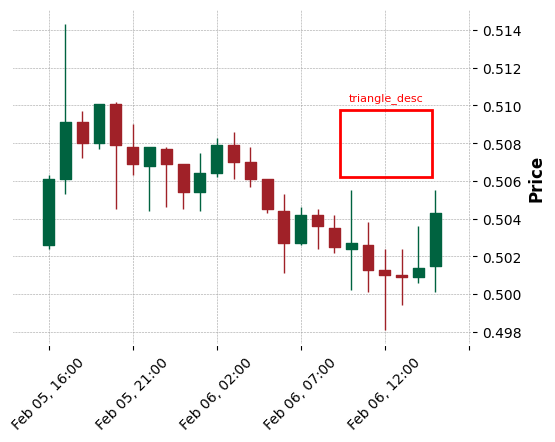 0.514
0.512
0.510
0.508
0.506
0.504
0.502
0.500
0.498
triangle_desc
Price
Feb 05, 16:00
Feb 05, 21:00
Feb 06, 02:00
Feb 06, 07:00
Feb 06, 12:00